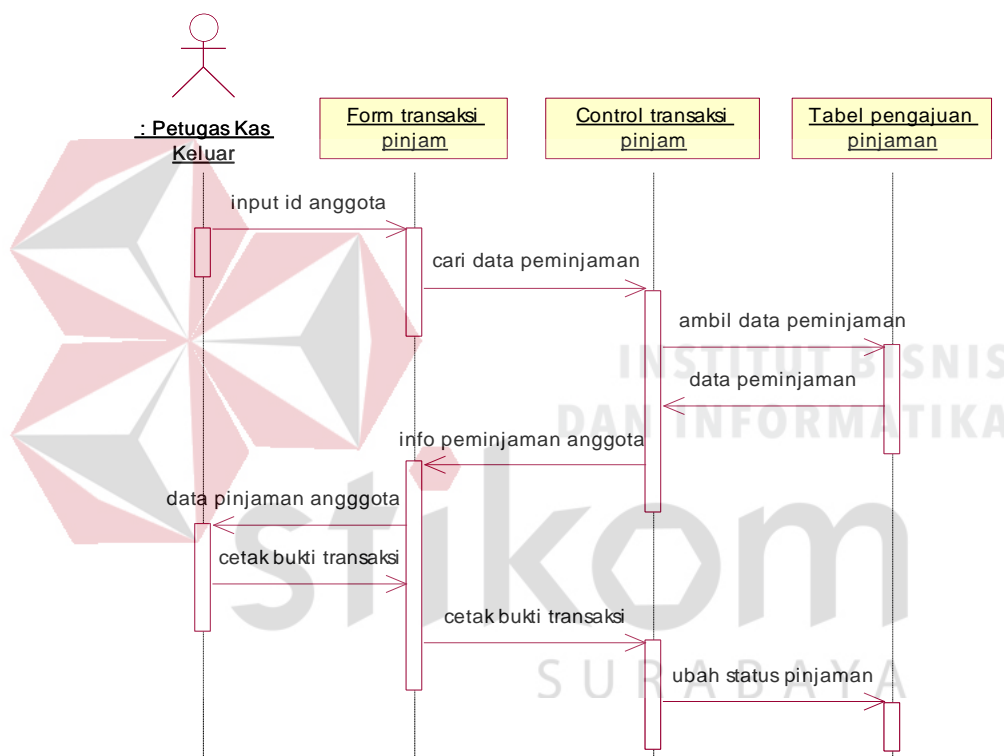 : Petugas Kas
Keluar
Form transaksi
pinjam
Control transaksi
pinjam
Tabel pengajuan
pinjaman
input id anggota
cari data peminjaman
ambil data peminjaman
INSTITUT BISNIS
data peminjaman
DAN INFORMATIKA
info peminjaman anggota
data pinjaman angggota
stikom
cetak bukti transaksi
cetak bukti transaksi
SURABAYA
ubah status pinjaman